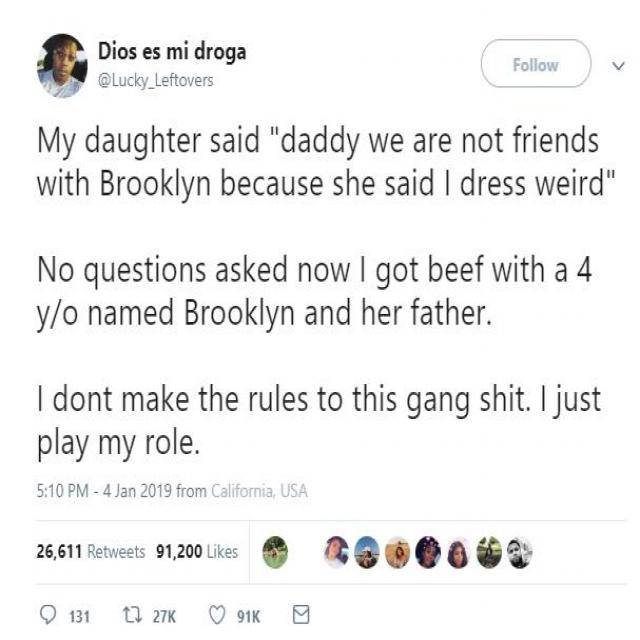 Dios es mi droga
@Lucky_Leftovers
Follow
My daughter said "daddy we are not friends
with Brooklyn because she said I dress weird"
No questions asked now I got beef with a 4
y/o named Brooklyn and her father.
I dont make the rules to this gang shit. I just
play my role.
5:10 PM - 4 Jan 2019 from California, USA
26,611 Retweets 91,200 Likes
131 27K 91K